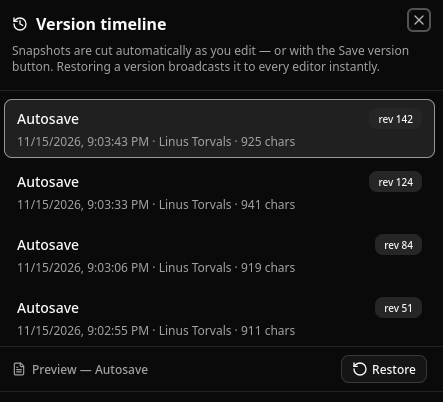 Version timeline
Snapshots are cut automatically as you edit — or with the Save version
button. Restoring a version broadcasts it to every editor instantly.
Autosave rev 142
11/15/2026, 9:03:43 PM · Linus Torvals · 925 chars
Autosave rev 124
11/15/2026, 9:03:33 PM · Linus Torvals · 941 chars
Autosave rev 84
11/15/2026, 9:03:06 PM · Linus Torvals · 919 chars
Autosave rev 51
11/15/2026, 9:02:55 PM · Linus Torvals · 911 chars
Preview — Autosave Restore